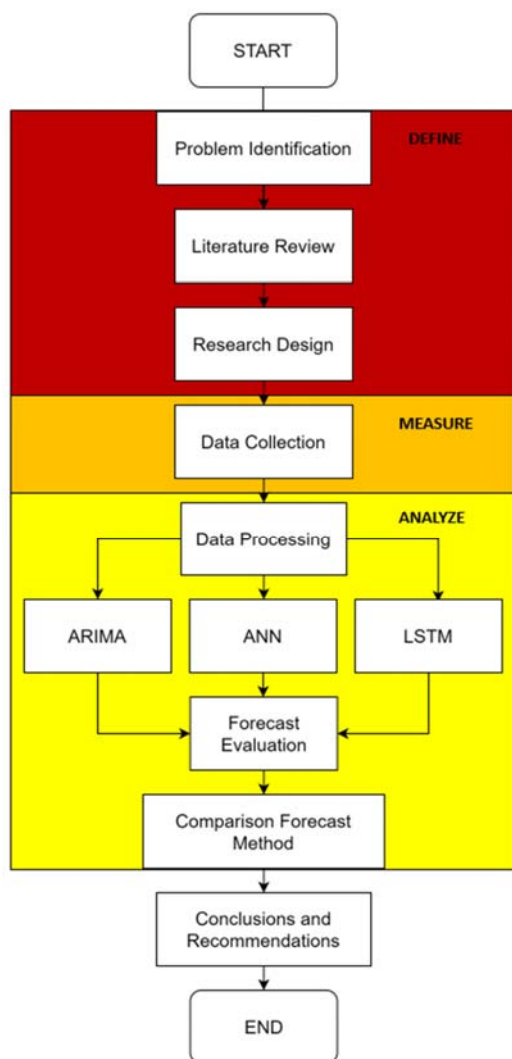 START
DEFINE
Problem Identification
Literature Review
Research Design
MEASURE
Data Collection
ANALYZE
Data Processing
ARIMA
ANN
LSTM
Forecast
Evaluation
Comparison Forecast
Method
Conclusions and
Recommendations
END